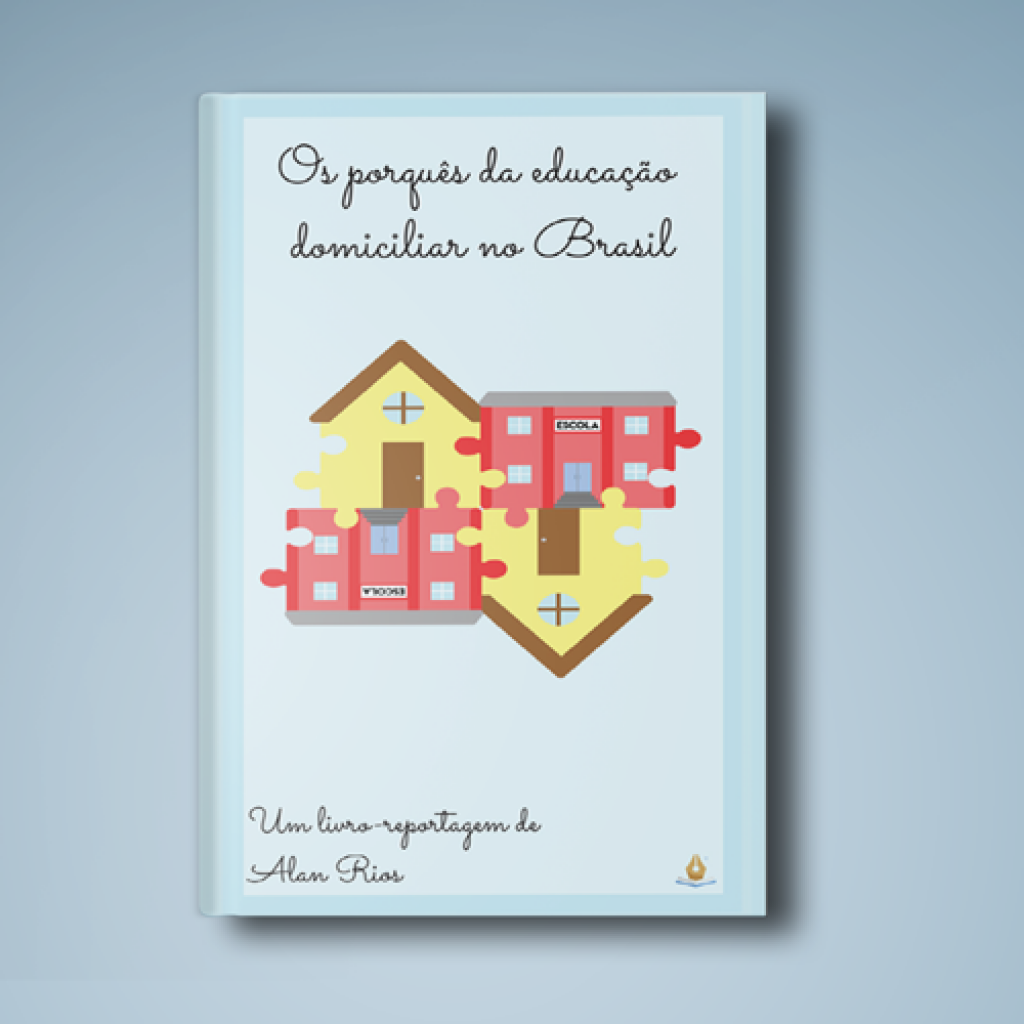 Os porquês da educação
domiciliar no Brasil
ESCOLA
ESCOLA
Um livro-reportagem de
Alan Rios